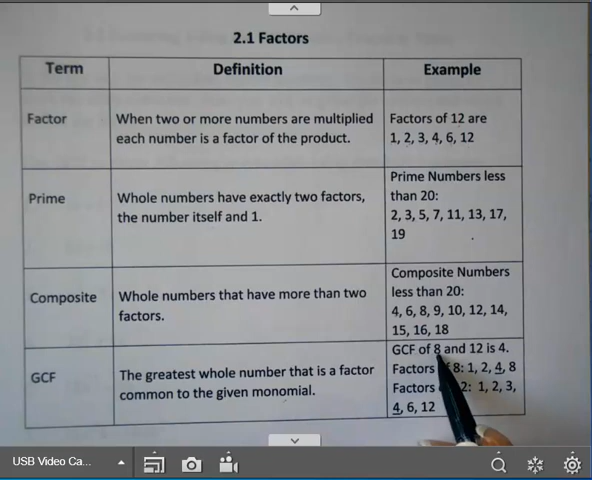 2.1 Factors
Term Definition Example
Factor
When two or more numbers are multiplied
each number is a factor of the product.
Factors of 12 are
1, 2, 3, 4, 6, 12
Prime
Whole numbers have exactly two factors,
the number itself and 1.
Prime Numbers less
than 20:
2, 3, 5, 7, 11, 13, 17,
19
Composite
Whole numbers that have more than two
factors.
Composite Numbers
less than 20:
4, 6, 8, 9, 10, 12, 14,
15, 16, 18
GCF
The greatest whole number that is a factor
common to the given monomial.
GCF of 8 and 12 is 4.
Factors 8: 1, 2, 4, 8
Factors 2: 1, 2, 3,
4, 6, 12
USB Video Ca...